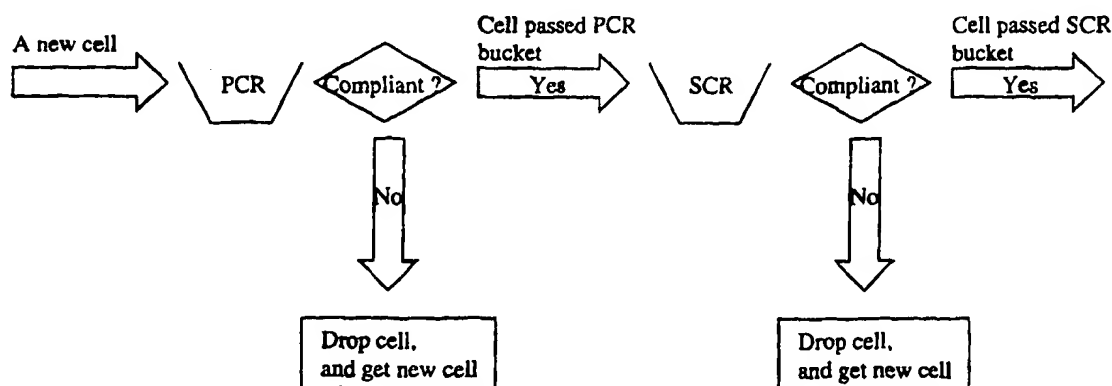 A new cell
PCR
Compliant ?
Cell passed PCR
bucket
Yes
SCR
Compliant ?
Cell passed SCR
bucket
Yes
No
No
Drop cell,
and get new cell
Drop cell,
and get new cell